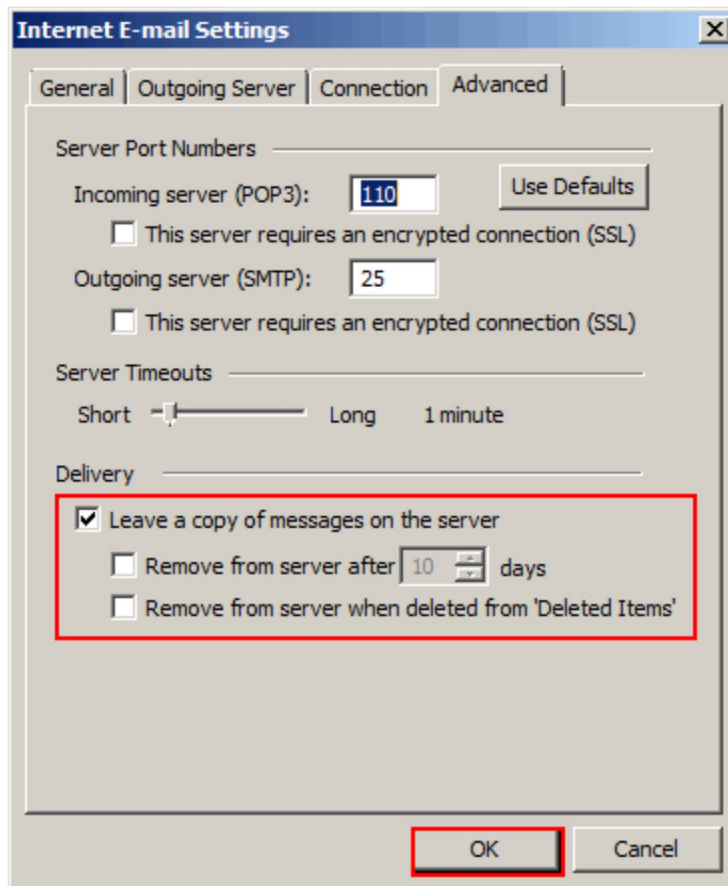 Internet E-mail Settings
General Outgoing Server Connection Advanced
Server Port Numbers
Incoming server (POP3): 110 Use Defaults
This server requires an encrypted connection (SSL)
Outgoing server (SMTP): 25
This server requires an encrypted connection (SSL)
Server Timeouts
Short Long 1 minute
Delivery
Leave a copy of messages on the server
Remove from server after 10 days
Remove from server when deleted from 'Deleted Items'
OK Cancel